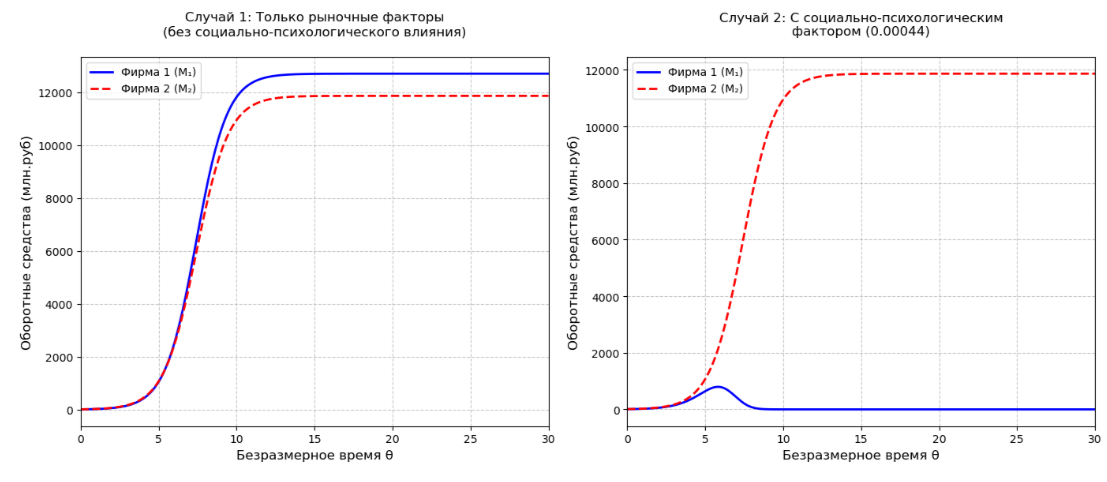 Случай 1: Только рыночные факторы
(без социально-психологического влияния)
Фирма 1 (M₁)
Фирма 2 (M₂)
Оборотные средства (млн.руб)
12000
10000
8000
6000
4000
2000
0
0 5 10 15 20 25 30
Безразмерное время θ
Случай 2: С социально-психологическим
фактором (0.00044)
Фирма 1 (M₁)
Фирма 2 (M₂)
Оборотные средства (млн.руб)
12000
10000
8000
6000
4000
2000
0
0 5 10 15 20 25 30
Безразмерное время θ